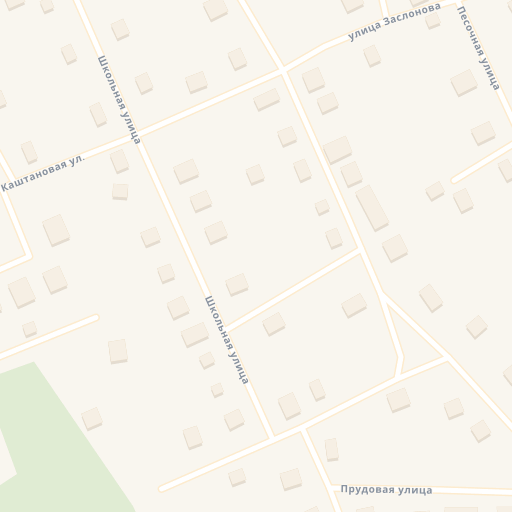 улица Заслонова
Песочная улица
Школьная улица
Каштановая ул.
Школьная улица
Прудовая улица